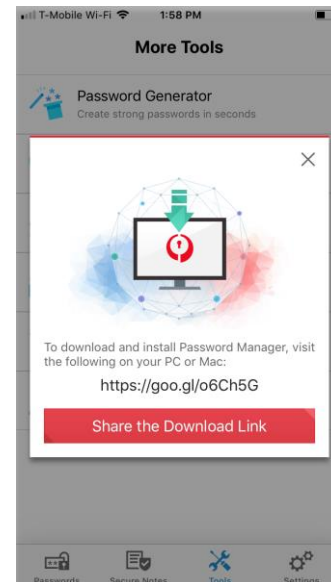 T-Mobile Wi-Fi 1:58 PM
More Tools
Password Generator
Create strong passwords in seconds
To download and install Password Manager, visit
the following on your PC or Mac:
https://goo.gl/o6Ch5G
Share the Download Link
Passwords Secure Notes Tools Settings